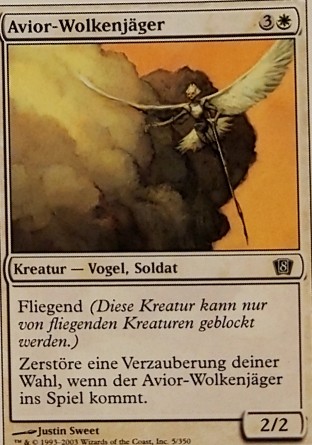 Avior-Wolkenjäger 3
Kreatur — Vogel, Soldat 8
Fliegend (Diese Kreatur kann nur
von fliegenden Kreaturen geblockt
werden.)
Zerstöre eine Verzauberung deiner
Wahl, wenn der Avior-Wolkenjäger
ins Spiel kommt.
Justin Sweet
™ & © 1993-2003 Wizards of the Coast, Inc. 5/350
2/2